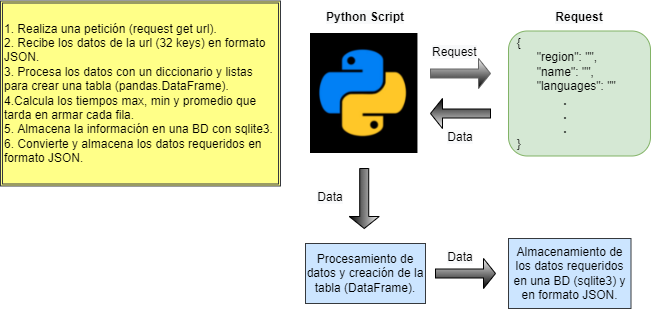 1. Realiza una petición (request get url).
2. Recibe los datos de la url (32 keys) en formato
JSON.
3. Procesa los datos con un diccionario y listas
para crear una tabla (pandas.DataFrame).
4.Calcula los tiempos max, min y promedio que
tarda en armar cada fila.
5. Almacena la información en una BD con sqlite3.
6. Convierte y almacena los datos requeridos en
formato JSON.
Python Script
Request
Request
Data
{
"region": "",
"name": "",
"languages": ""
.
.
.
}
Data
Procesamiento de
datos y creación de la
tabla (DataFrame).
Data
Almacenamiento de
los datos requeridos
en una BD (sqlite3) y
en formato JSON.